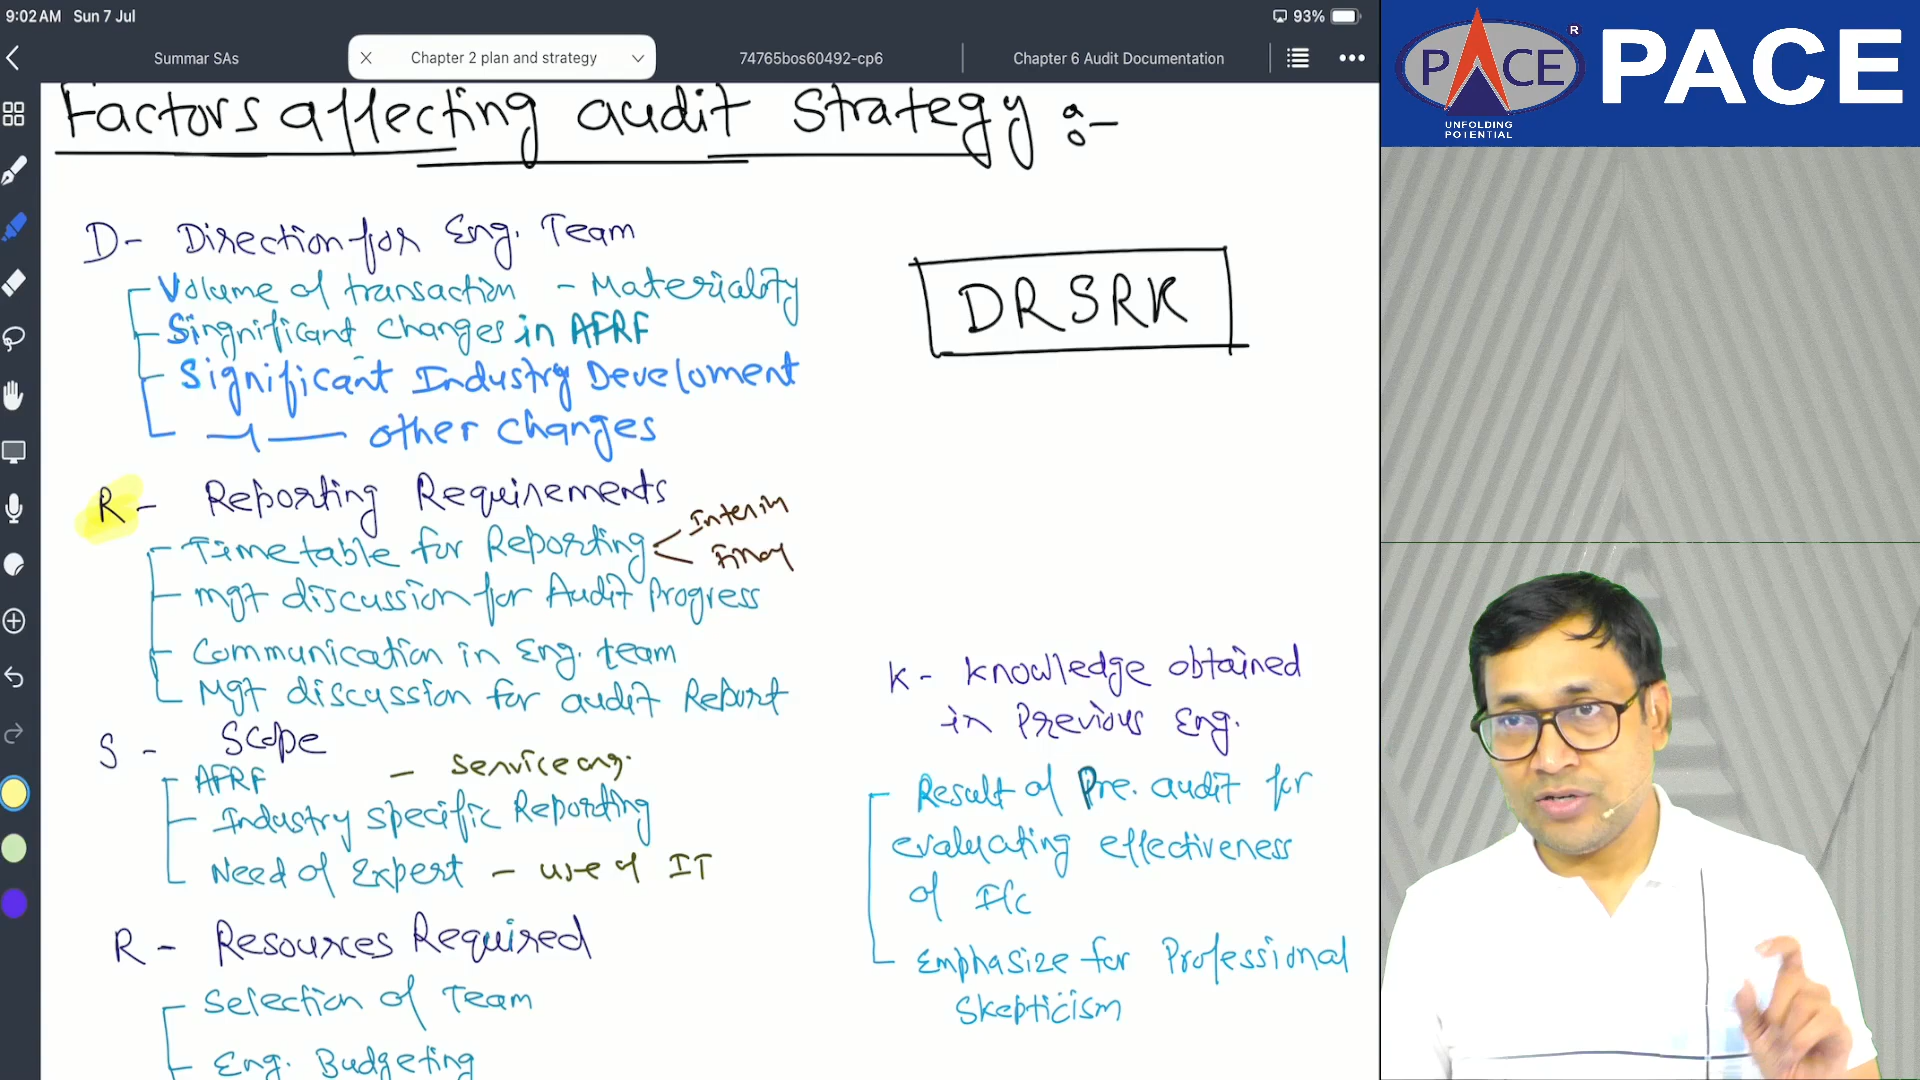 9:02 AM Sun 7 Jul
93%
Summar SAs
Chapter 2 plan and strategy
74765bos60492-cp6
Chapter 6 Audit Documentation
PACE
R
UNFOLDING
POTENTIAL
PACE
Factors affecting audit Strategy :-
D- Direction for Eng. Team
Volume of transaction - Materiality
Singnificant changes in AFRF
Significant Industry Develoment
other changes
DRSRK
R- Reporting Requirements
Time table for Reporting
Interim
Final
mgt discussion for Audit Progress
Communication in Eng. team
Mgt discussion for audit Report
S - Scope
AFRF - Service org.
Industry specific Reporting
Need of Expert - use of IT
R - Resources Required
Selection of Team
Eng. Budgeting
K - Knowledge obtained
in Previous Eng.
Result of Pre. audit for
evaluating effectiveness
of Ifc
Emphasize for Professional
Skepticism